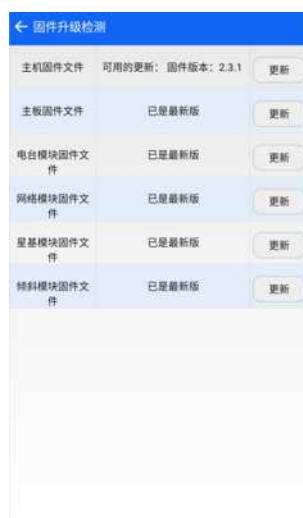 ← 固件升级检测
主机固件文件 可用的更新： 固件版本：2.3.1 更新
主板固件文件 已是最新版 更新
电台模块固件文
件 已是最新版 更新
网络模块固件文
件 已是最新版 更新
星基模块固件文
件 已是最新版 更新
倾斜模块固件文
件 已是最新版 更新